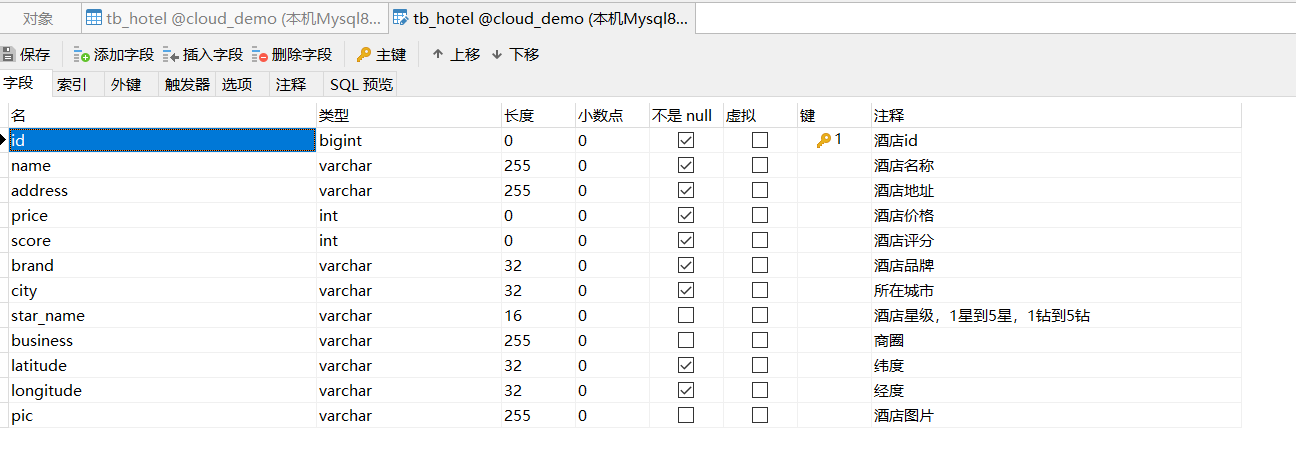 对象 tb_hotel @cloud_demo (本机Mysql8... tb_hotel @cloud_demo (本机Mysql8...
保存 添加字段 插入字段 删除字段 主键 上移 下移
字段 索引 外键 触发器 选项 注释 SQL 预览
名 类型 长度 小数点 不是 null 虚拟 键 注释
id bigint 0 0 1 酒店id
name varchar 255 0 酒店名称
address varchar 255 0 酒店地址
price int 0 0 酒店价格
score int 0 0 酒店评分
brand varchar 32 0 酒店品牌
city varchar 32 0 所在城市
star_name varchar 16 0 酒店星级，1星到5星，1钻到5钻
business varchar 255 0 商圈
latitude varchar 32 0 纬度
longitude varchar 32 0 经度
pic varchar 255 0 酒店图片